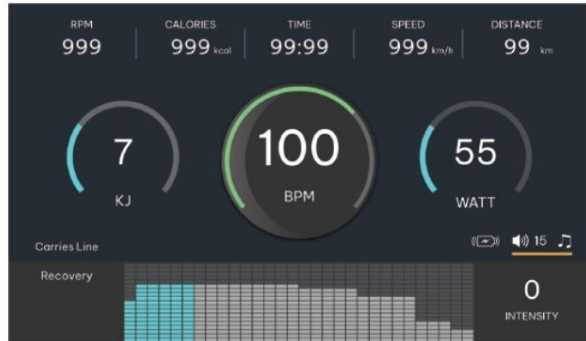 RPM CALORIES TIME SPEED DISTANCE
999 999 kcal 99:99 999 km/h 99 km
7 100 55
KJ BPM WATT
15
Carries Line
Recovery
0
INTENSITY